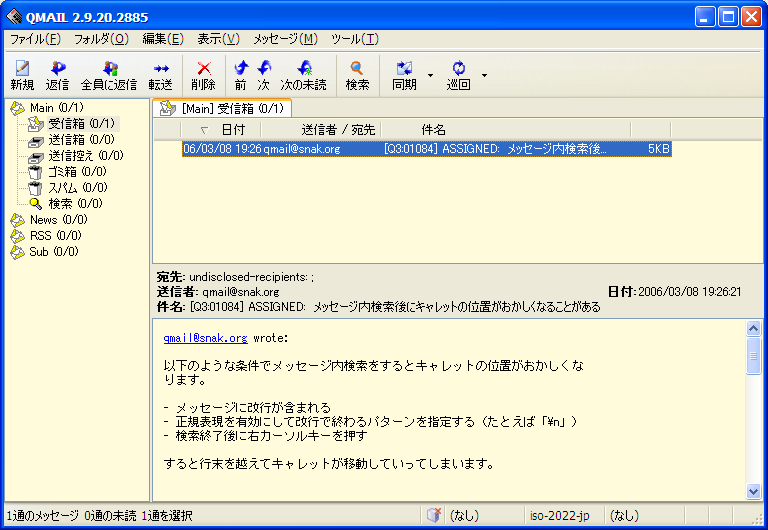 QMAIL 2.9.20.2885
ファイル(F) フォルダ(O) 編集(E) 表示(V) メッセージ(M) ツール(T)
新規 返信 全員に返信 転送 削除 前 次 次の未読 検索 同期 巡回
Main (0/1)
受信箱 (0/1)
送信箱 (0/0)
送信控え (0/0)
ゴミ箱 (0/0)
スパム (0/0)
検索 (0/0)
News (0/0)
RSS (0/0)
Sub (0/0)
[Main] 受信箱 (0/1)
日付 送信者 / 宛先 件名
06/03/08 19:26 qmail@snak.org [Q3:01084] ASSIGNED: メッセージ内検索後... 5KB
宛先: undisclosed-recipients: ;
送信者: qmail@snak.org 日付: 2006/03/08 19:26:21
件名: [Q3:01084] ASSIGNED: メッセージ内検索後にキャレットの位置がおかしくなることがある
qmail@snak.org wrote:
以下のような条件でメッセージ内検索をするとキャレットの位置がおかしくな
ります。
- メッセージに改行が含まれる
- 正規表現を有効にして改行で終わるパターンを指定する（たとえば「\n」）
- 検索終了後に右カーソルキーを押す
すると行末を越えてキャレットが移動していってしまいます。
1通のメッセージ 0通の未読 1通を選択 (なし) iso-2022-jp (なし)